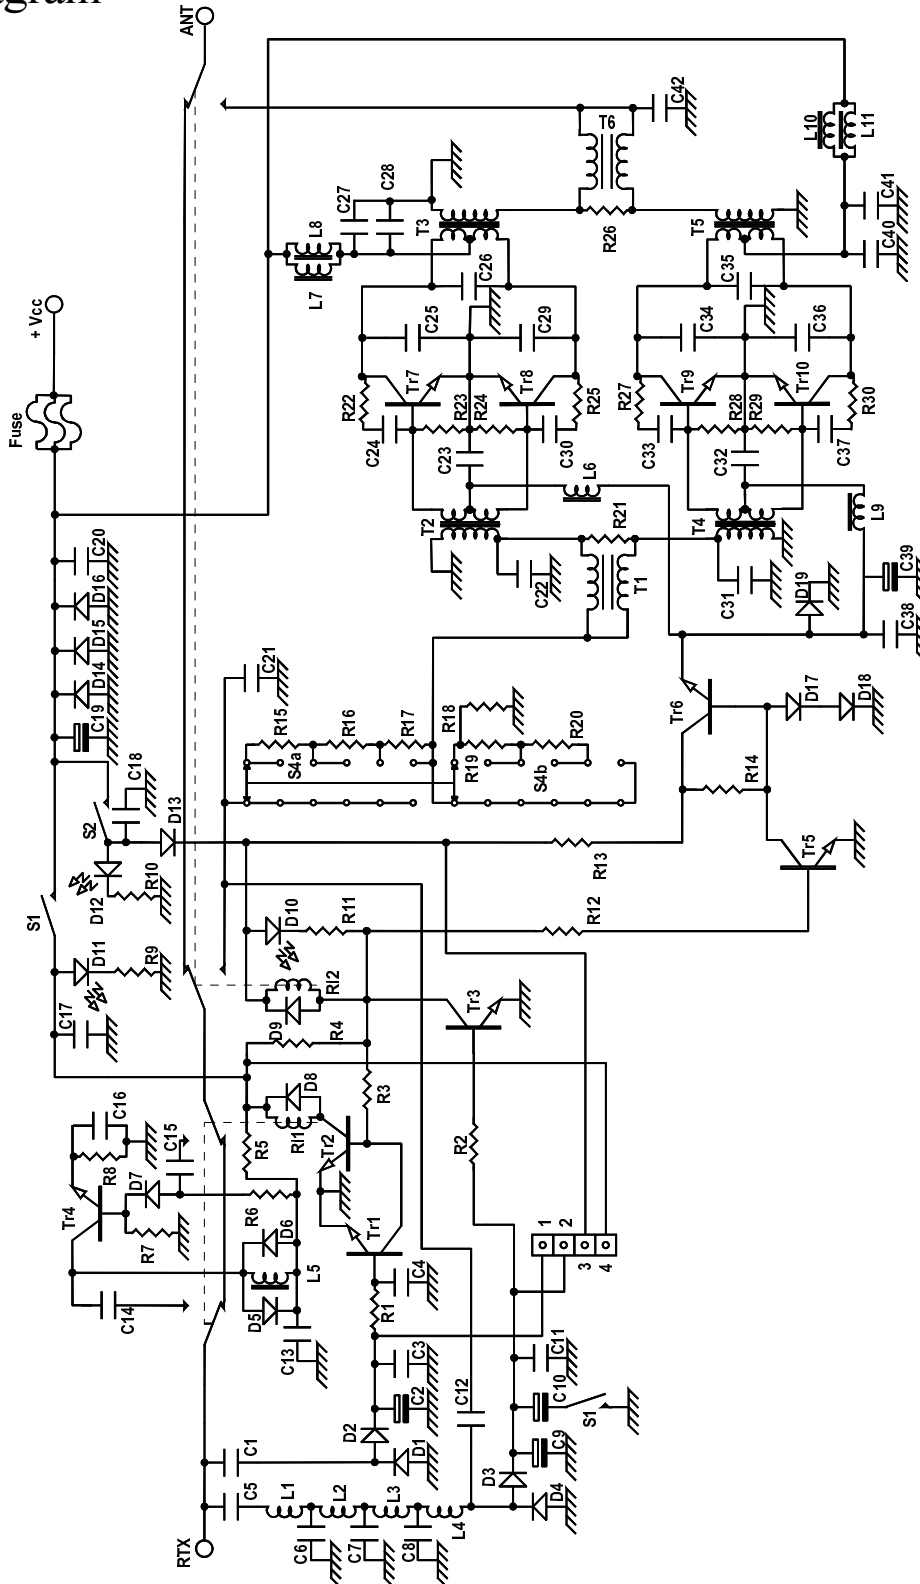 agram
ANT
C42
T6
L10
L11
C27
C28
L8
T3
R26
T5
C41
C40
L7
C26
C35
+ Vcc
C25
C29
C34
C36
Fuse
R22
Tr7
R23
R24
Tr8
R25
R27
Tr9
R28
R29
Tr10
R30
C24
C23
C30
L6
C33
C32
C37
T2
R21
T4
L9
C20
D16
D15
D14
C19
C22
T1
C31
D19
C39
C38
C21
R15
R16
R17
R18
R20
Tr6
D17
D18
S4a
R19
S4b
R14
C18
S2
D13
R13
Tr5
D12
R10
S1
D10
R11
R12
D11
R9
Rl2
C17
D9
R4
Tr3
C16
D8
R3
R8
C15
R5
Rl1
Tr2
R2
Tr4
D7
R7
R6
D6
Tr1
1
2
3
4
L5
C4
C14
D5
R1
C13
C3
C11
C2
C12
C10
S1
C1
D2
D1
C9
C5
L1
L2
L3
L4
D3
D4
RTX
C6
C7
C8